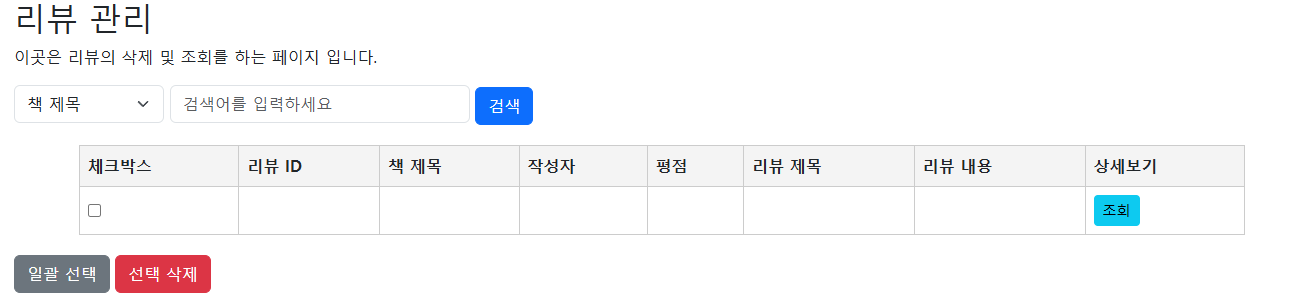 리뷰 관리
이곳은 리뷰의 삭제 및 조회를 하는 페이지 입니다.
책 제목 검색어를 입력하세요 검색
체크박스 리뷰 ID 책 제목 작성자 평점 리뷰 제목 리뷰 내용 상세보기
조회
일괄 선택 선택 삭제